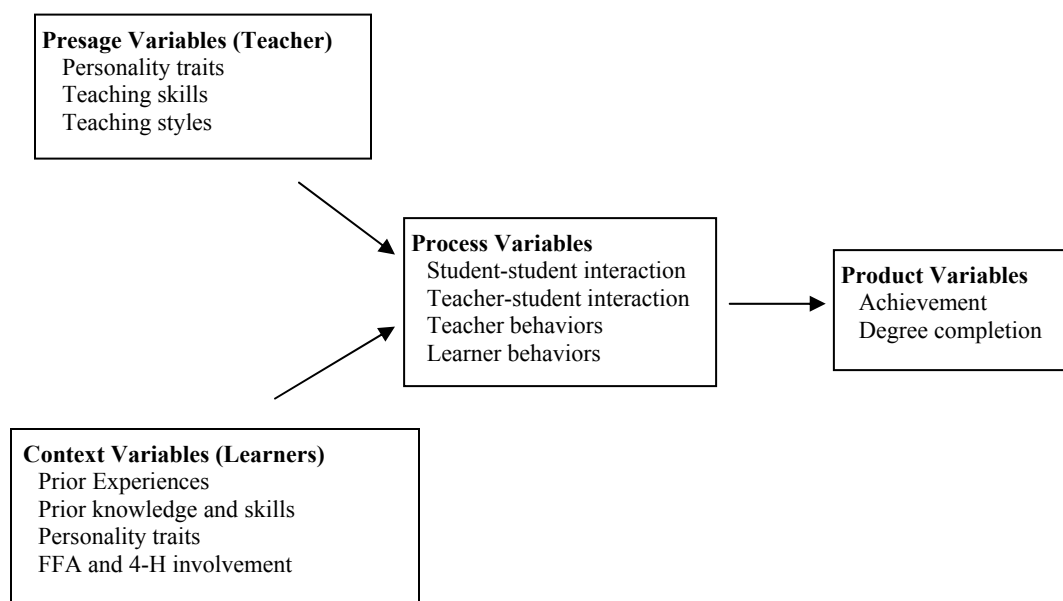 Presage Variables (Teacher)
Personality traits
Teaching skills
Teaching styles
Process Variables
Student-student interaction
Teacher-student interaction
Teacher behaviors
Learner behaviors
Product Variables
Achievement
Degree completion
Context Variables (Learners)
Prior Experiences
Prior knowledge and skills
Personality traits
FFA and 4-H involvement